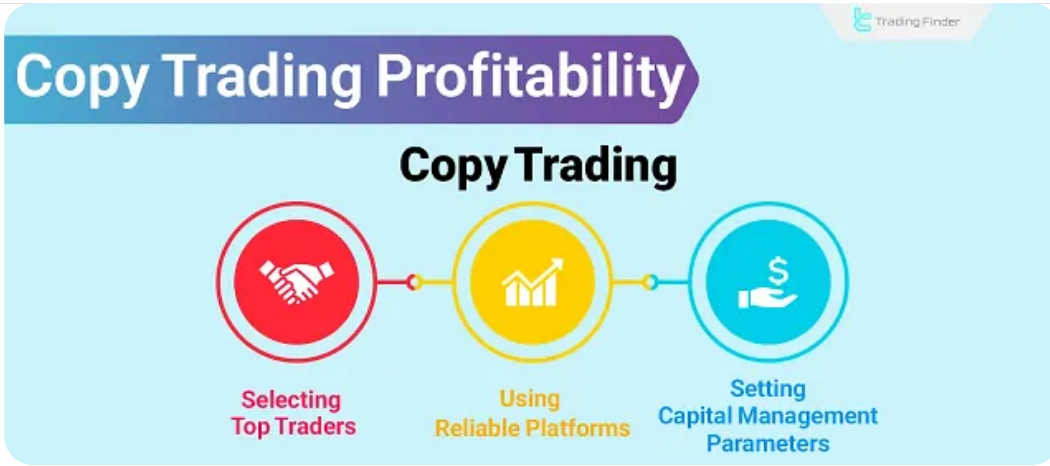 Trading Finder
Copy Trading Profitability
Copy Trading
$
Selecting
Top Traders
Using
Reliable Platforms
Setting
Capital Management
Parameters